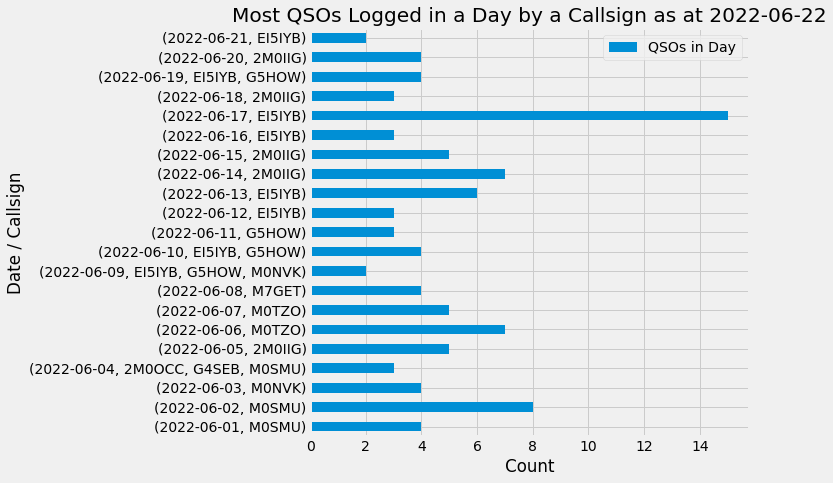 Most QSOs Logged in a Day by a Callsign as at 2022-06-22
QSOs in Day
Date / Callsign
(2022-06-21, EI5IYB)
(2022-06-20, 2M0IIG)
(2022-06-19, EI5IYB, G5HOW)
(2022-06-18, 2M0IIG)
(2022-06-17, EI5IYB)
(2022-06-16, EI5IYB)
(2022-06-15, 2M0IIG)
(2022-06-14, 2M0IIG)
(2022-06-13, EI5IYB)
(2022-06-12, EI5IYB)
(2022-06-11, G5HOW)
(2022-06-10, EI5IYB, G5HOW)
(2022-06-09, EI5IYB, G5HOW, M0NVK)
(2022-06-08, M7GET)
(2022-06-07, M0TZO)
(2022-06-06, M0TZO)
(2022-06-05, 2M0IIG)
(2022-06-04, 2M0OCC, G4SEB, M0SMU)
(2022-06-03, M0NVK)
(2022-06-02, M0SMU)
(2022-06-01, M0SMU)
0 2 4 6 8 10 12 14
Count